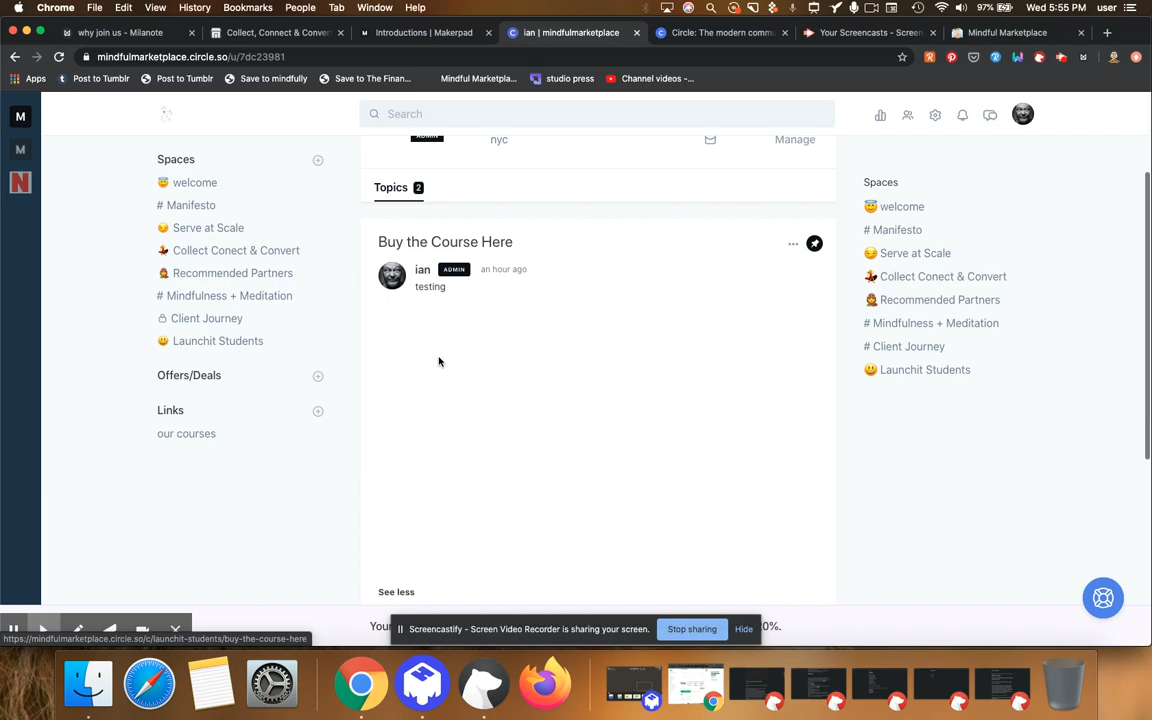 Chrome File Edit View History Bookmarks People Tab Window Help 97% Wed 5:55 PM user
why join us - Milanote Collect, Connect & Conver Introductions | Makerpad ian | mindfulmarketplace Circle: The modern commu Your Screencasts - Screen Mindful Marketplace
mindfulmarketplace.circle.so/u/7dc23981
Apps Post to Tumblr Post to Tumblr Save to mindfully Save to The Finan... Mindful Marketpla... studio press Channel videos -...
M Search
M
N
Spaces
😇 welcome
# Manifesto
😏 Serve at Scale
💃 Collect Conect & Convert
Recommended Partners
# Mindfulness + Meditation
Client Journey
😀 Launchit Students
Offers/Deals
Links
our courses
ADMIN nyc Manage
Topics 2
Buy the Course Here
ian ADMIN an hour ago
testing
See less
Spaces
😇 welcome
# Manifesto
😏 Serve at Scale
💃 Collect Conect & Convert
Recommended Partners
# Mindfulness + Meditation
# Client Journey
😀 Launchit Students
You 20%.
Screencastify - Screen Video Recorder is sharing your screen. Stop sharing Hide
https://mindfulmarketplace.circle.so/c/launchit-students/buy-the-course-here